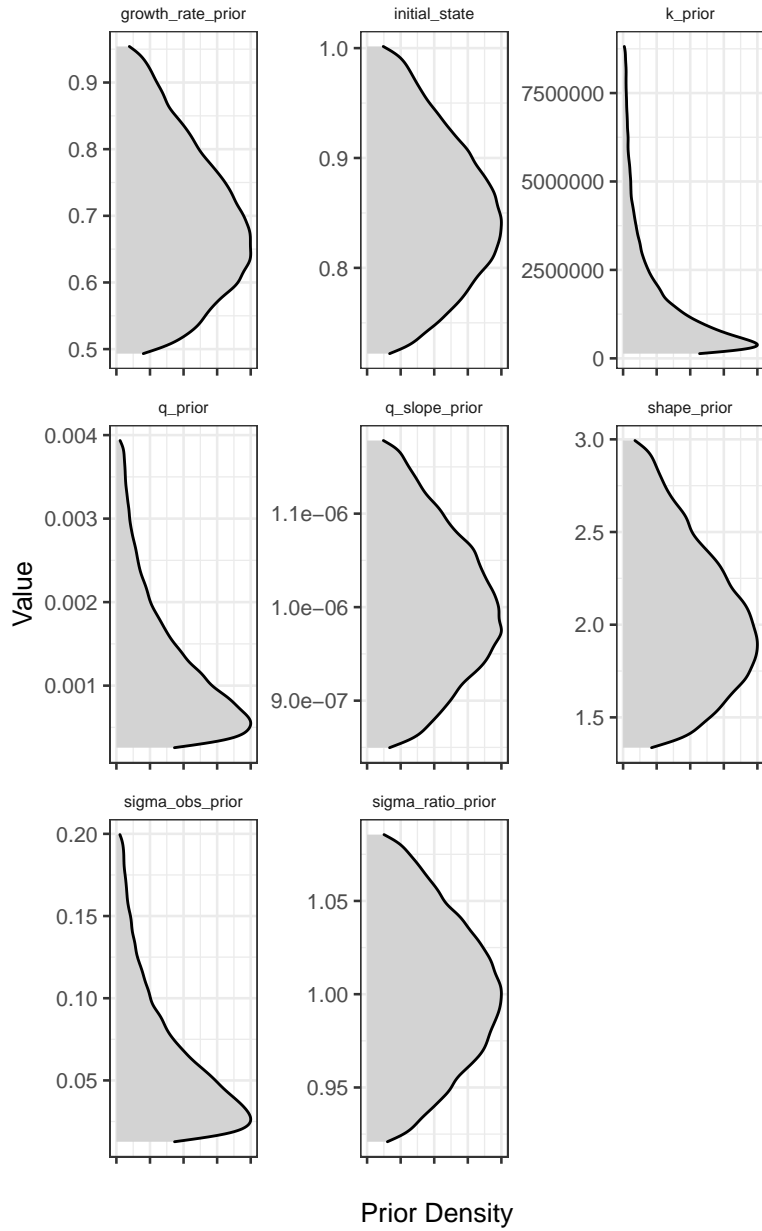 growth_rate_prior
initial_state
k_prior
0.9
0.8
0.7
0.6
0.5
1.0
0.9
0.8
7500000
5000000
2500000
0
q_prior
q_slope_prior
shape_prior
0.004
0.003
0.002
0.001
1.1e-06
1.0e-06
9.0e-07
3.0
2.5
2.0
1.5
Value
sigma_obs_prior
sigma_ratio_prior
0.20
0.15
0.10
0.05
1.05
1.00
0.95
Prior Density